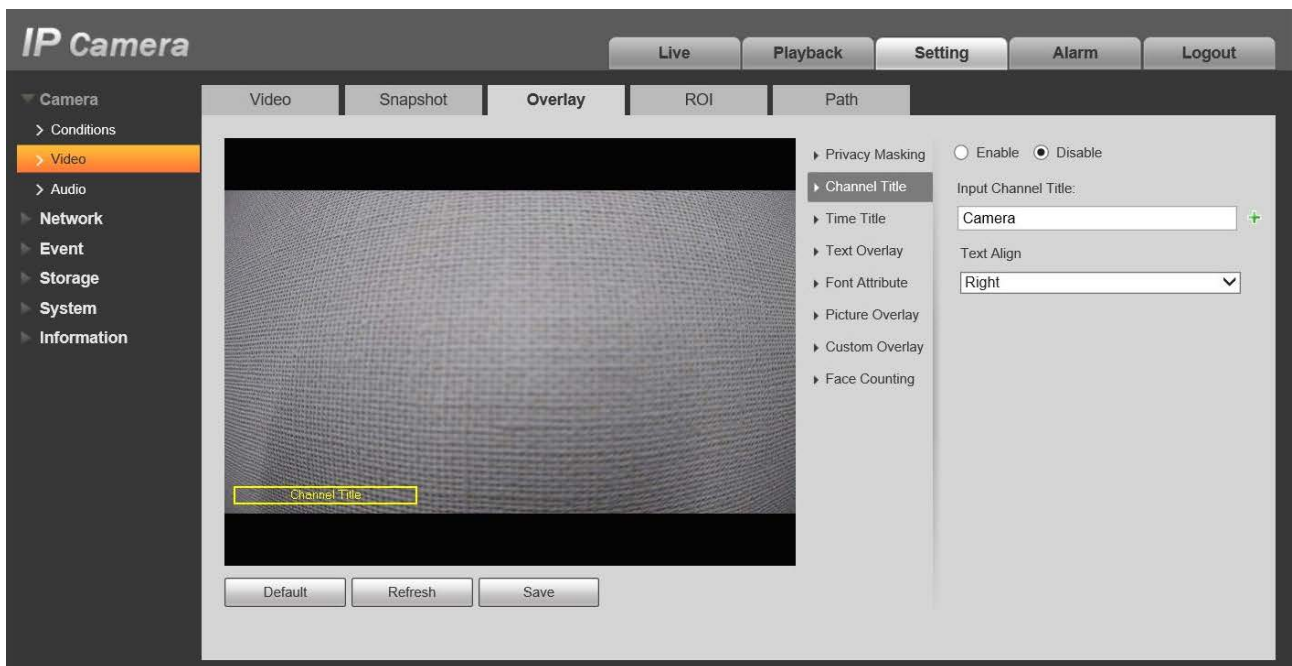 IP Camera
Live
Playback
Setting
Alarm
Logout
Camera
Conditions
Video
Audio
Network
Event
Storage
System
Information
Video
Snapshot
Overlay
ROI
Path
Channel Title
Default
Refresh
Save
Privacy Masking
Channel Title
Time Title
Text Overlay
Font Attribute
Picture Overlay
Custom Overlay
Face Counting
Enable Disable
Input Channel Title:
Camera
Text Align
Right